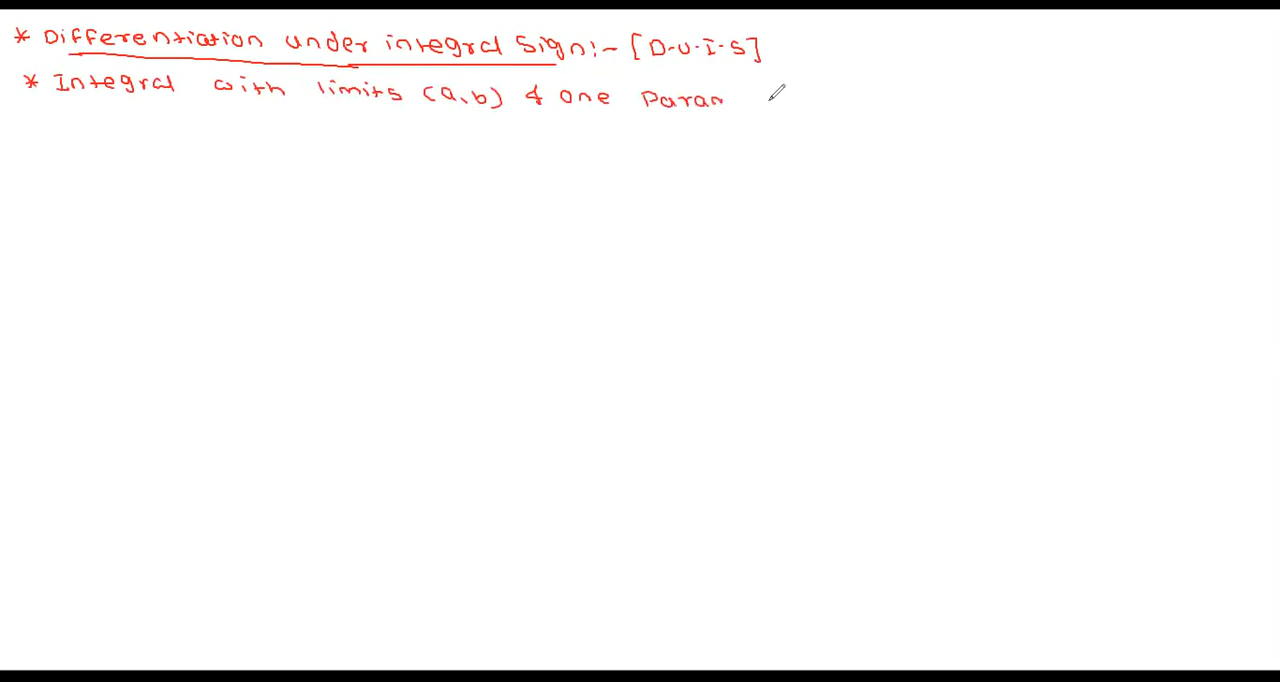 * Differentiation under integral Sign:- [D-U-I-S]
* Integral with limits (a,b) & one Param